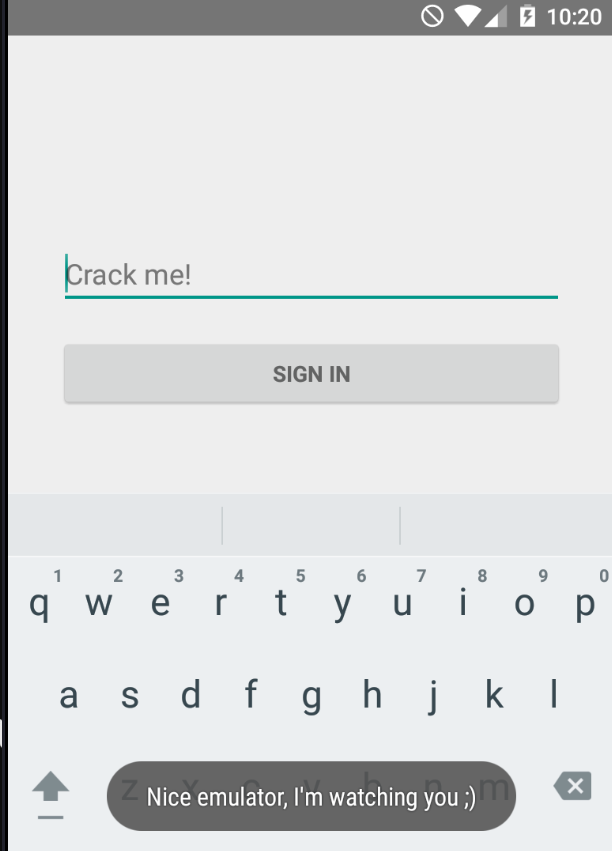 10:20
Crack me!
SIGN IN
1 2 3 4 5 6 7 8 9 0
q w e r t y u i o p
a s d f g h j k l
z x c v b n m
Nice emulator, I'm watching you ;)